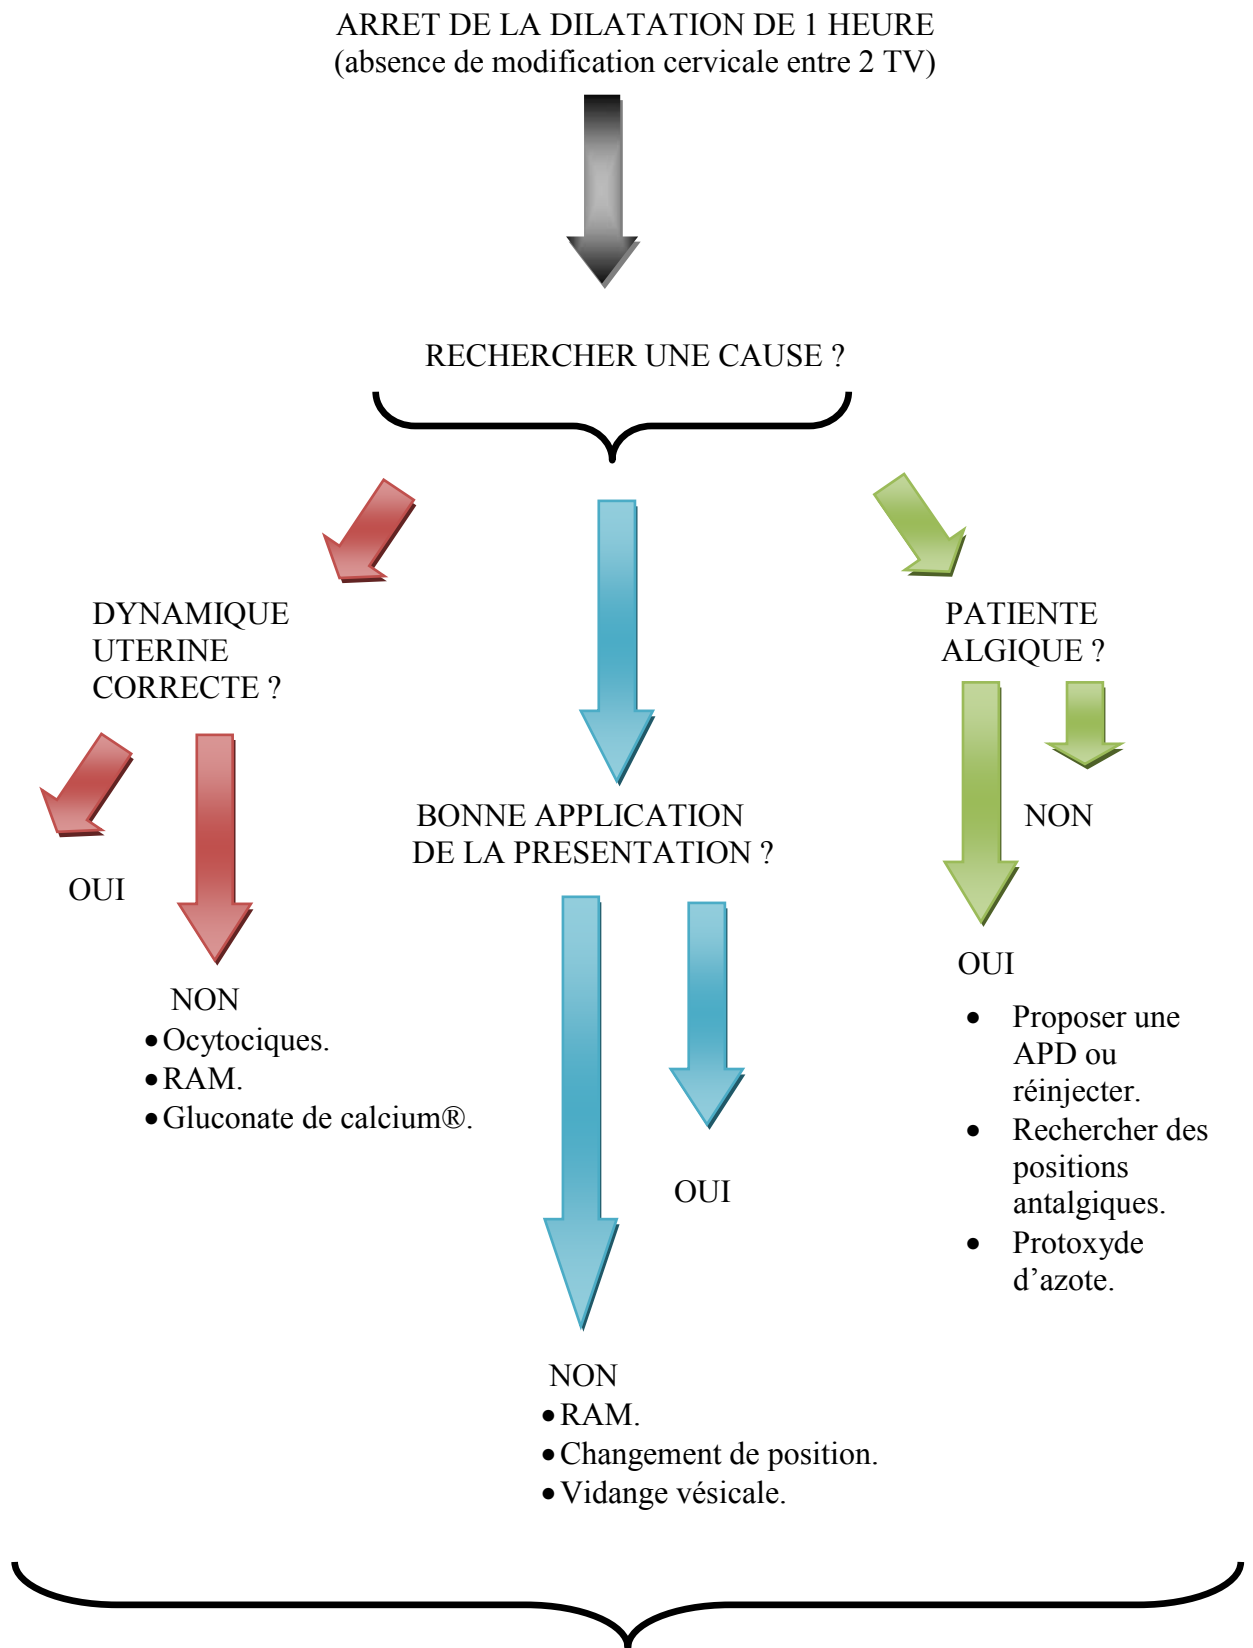 ARRET DE LA DILATATION DE 1 HEURE
(absence de modification cervicale entre 2 TV)
RECHERCHER UNE CAUSE ?
DYNAMIQUE
UTERINE
CORRECTE ?
OUI
NON
• Ocytociques.
• RAM.
• Gluconate de calcium®.
BONNE APPLICATION
DE LA PRESENTATION ?
OUI
NON
• RAM.
• Changement de position.
• Vidange vésicale.
PATIENTE
ALGIQUE ?
NON
OUI
• Proposer une
APD ou
réinjecter.
• Rechercher des
positions
antalgiques.
• Protoxyde
d’azote.